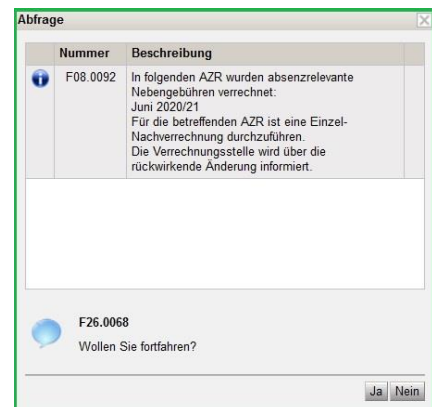 Abfrage
Nummer Beschreibung
F08.0092 In folgenden AZR wurden absenzrelevante
Nebengebühren verrechnet:
Juni 2020/21
Für die betreffenden AZR ist eine Einzel-
Nachverrechnung durchzuführen.
Die Verrechnungsstelle wird über die
rückwirkende Änderung informiert.
F26.0068
Wollen Sie fortfahren?
Ja Nein